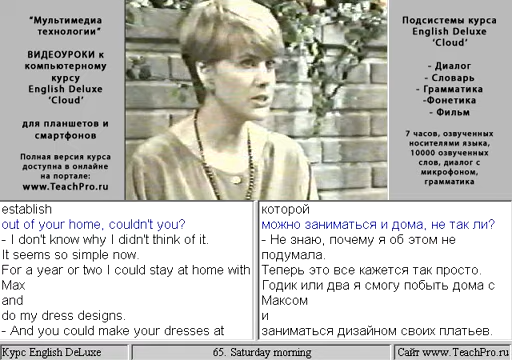 "Мультимедиа
технологии"
ВИДЕОУРОКИ к
компьютерному
курсу
English Deluxe
'Cloud'
для планшетов и
смартфонов
Полная версия курса
доступна в онлайне
на портале:
www.TeachPro.ru
Подсистемы курса
English Deluxe
'Cloud'
- Диалог
- Словарь
- Грамматика
-Фонетика
- Фильм
7 часов, озвученных
носителями языка,
10000 озвученных
слов, диалог с
микрофоном,
грамматика
establish
out of your home, couldn't you?
- I don't know why I didn't think of it.
It seems so simple now.
For a year or two I could stay at home with
Max
and
do my dress designs.
- And you could make your dresses at
которой
можно заниматься и дома, не так ли?
- Не знаю, почему я об этом не
подумала.
Теперь это все кажется так просто.
Годик или два я смогу побыть дома с
Максом
и
заниматься дизайном своих платьев.
Курс English DeLuxe
65. Saturday morning
Сайт www.TeachPro.ru